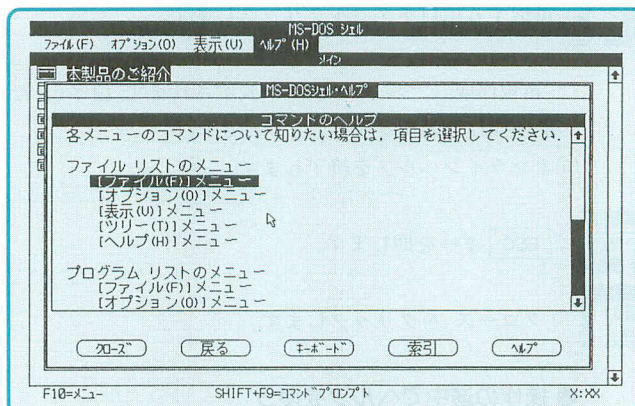 MS-DOS シェル
ファイル(F) オプション(O) 表示(V) ヘルプ(H)
メイン
本製品のご紹介
MS-DOSシェル・ヘルプ
コマンドのヘルプ
各メニューのコマンドについて知りたい場合は，項目を選択してください．
ファイル リストのメニュー
[ファイル(F)]メニュー
[オプション(O)]メニュー
[表示(V)]メニュー
[ツリー(T)]メニュー
[ヘルプ(H)]メニュー
プログラム リストのメニュー
[ファイル(F)]メニュー
[オプション(O)]メニュー
クローズ 戻る キーボード 索引 ヘルプ
F10=メニュー SHIFT+F9=コマンドプロンプト X:XX